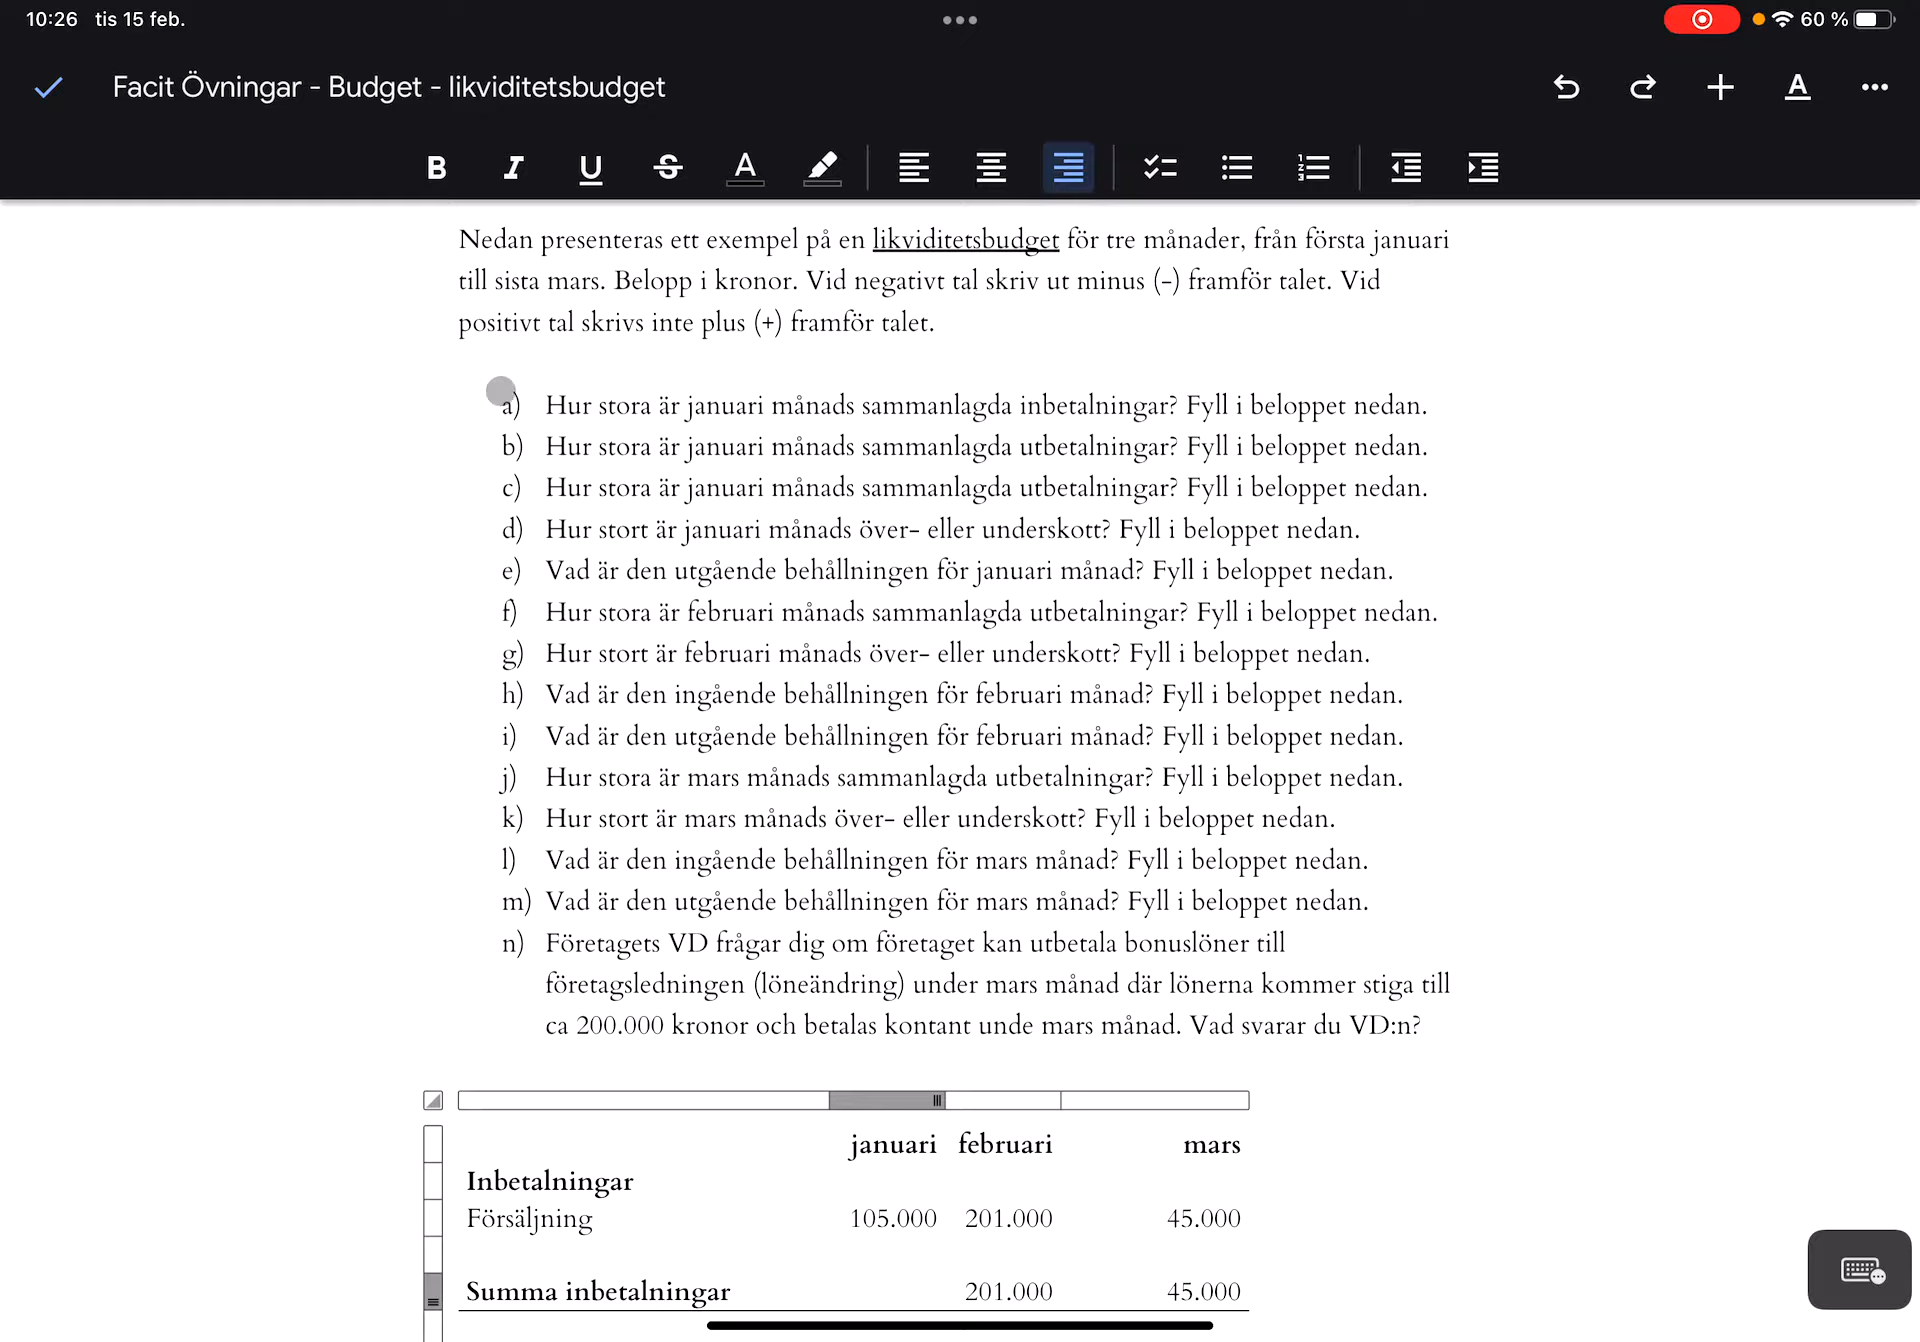 10:26 tis 15 feb.
60 %
Facit Övningar - Budget - likviditetsbudget
B I U S A
Nedan presenteras ett exempel på en likviditetsbudget för tre månader, från första januari
till sista mars. Belopp i kronor. Vid negativt tal skriv ut minus (-) framför talet. Vid
positivt tal skrivs inte plus (+) framför talet.
a) Hur stora är januari månads sammanlagda inbetalningar? Fyll i beloppet nedan.
b) Hur stora är januari månads sammanlagda utbetalningar? Fyll i beloppet nedan.
c) Hur stora är januari månads sammanlagda utbetalningar? Fyll i beloppet nedan.
d) Hur stort är januari månads över- eller underskott? Fyll i beloppet nedan.
e) Vad är den utgående behållningen för januari månad? Fyll i beloppet nedan.
f) Hur stora är februari månads sammanlagda utbetalningar? Fyll i beloppet nedan.
g) Hur stort är februari månads över- eller underskott? Fyll i beloppet nedan.
h) Vad är den ingående behållningen för februari månad? Fyll i beloppet nedan.
i) Vad är den utgående behållningen för februari månad? Fyll i beloppet nedan.
j) Hur stora är mars månads sammanlagda utbetalningar? Fyll i beloppet nedan.
k) Hur stort är mars månads över- eller underskott? Fyll i beloppet nedan.
l) Vad är den ingående behållningen för mars månad? Fyll i beloppet nedan.
m) Vad är den utgående behållningen för mars månad? Fyll i beloppet nedan.
n) Företagets VD frågar dig om företaget kan utbetala bonuslöner till
företagsledningen (löneändring) under mars månad där lönerna kommer stiga till
ca 200.000 kronor och betalas kontant unde mars månad. Vad svarar du VD:n?
januari februari mars
Inbetalningar
Försäljning 105.000 201.000 45.000
Summa inbetalningar 201.000 45.000